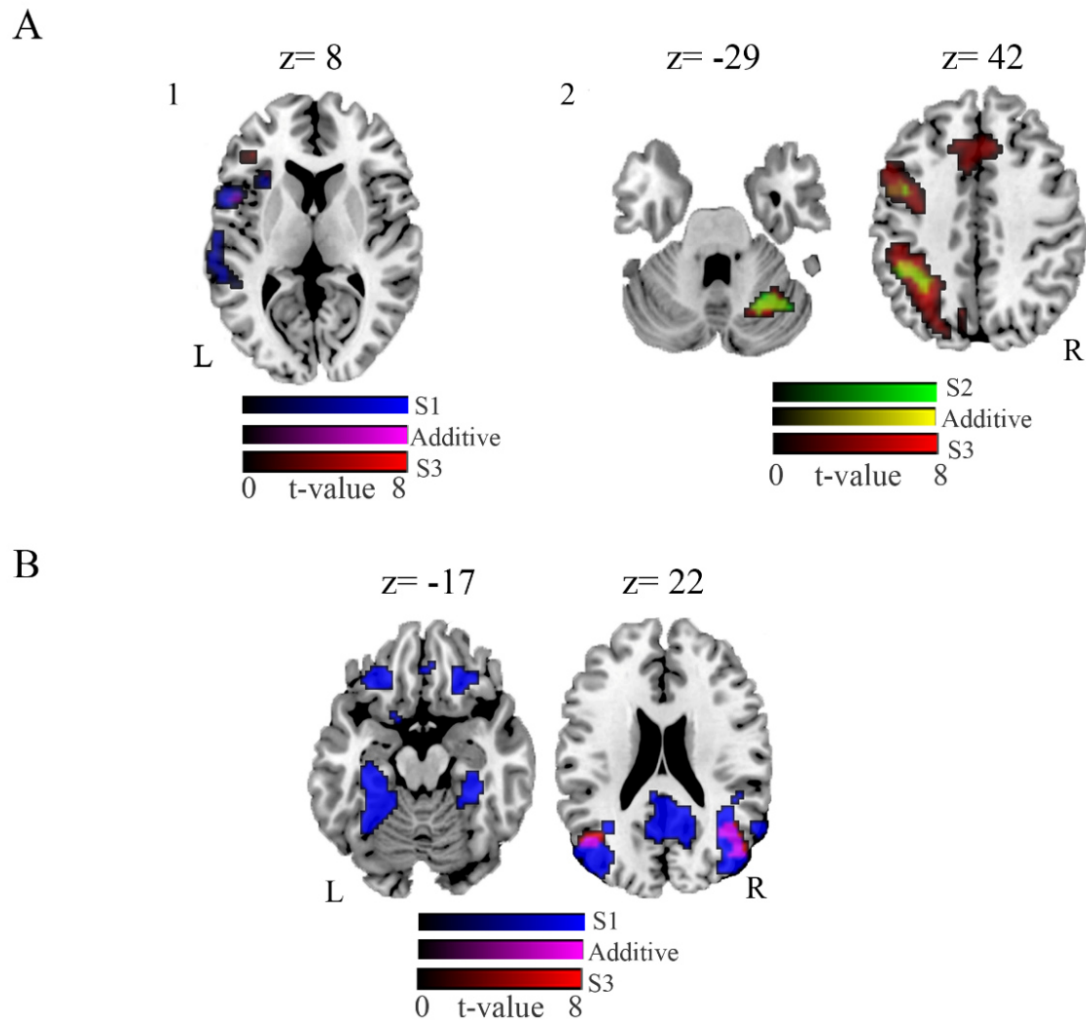 A
z= 8
z= -29
z= 42
1
2
L
R
S1
Additive
S3
0 t-value 8
S2
Additive
S3
0 t-value 8
B
z= -17
z= 22
L
R
S1
Additive
S3
0 t-value 8